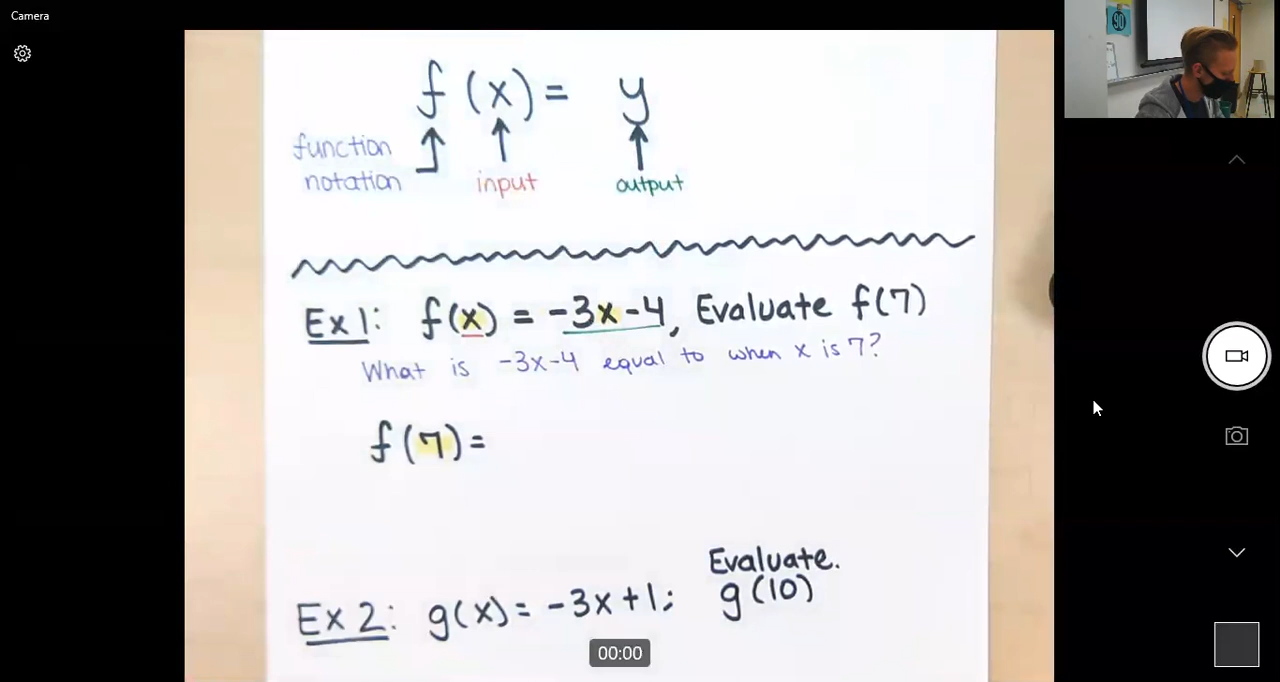 Camera
90
f (x) = y
function notation
input
output
Ex 1: f(x) = -3x-4, Evaluate f(7)
What is -3x-4 equal to when x is 7?
f(7) =
Evaluate.
Ex 2: g(x) = -3x+1; g(10)
00:00